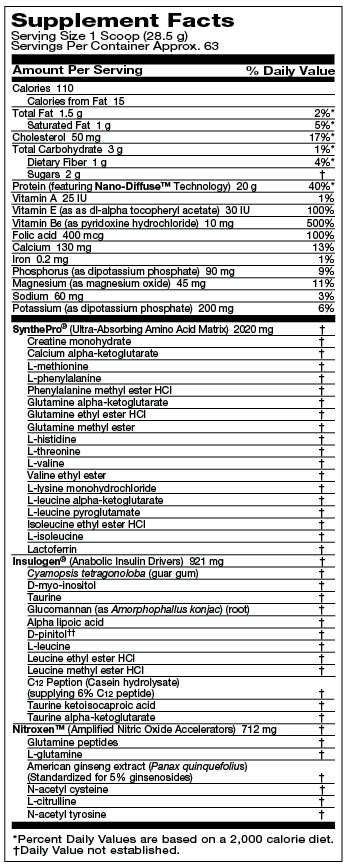 Supplement Facts
Serving Size 1 Scoop (28.5 g)
Servings Per Container Approx. 63
Amount Per Serving % Daily Value
Calories 110
Calories from Fat 15
Total Fat 1.5 g 2%*
Saturated Fat 1 g 5%*
Cholesterol 50 mg 17%*
Total Carbohydrate 3 g 1%*
Dietary Fiber 1 g 4%*
Sugars 2 g †
Protein (featuring Nano-Diffuse™ Technology) 20 g 40%*
Vitamin A 25 IU 1%
Vitamin E (as as dl-alpha tocopheryl acetate) 30 IU 100%
Vitamin B6 (as pyridoxine hydrochloride) 10 mg 500%
Folic acid 400 mcg 100%
Calcium 130 mg 13%
Iron 0.2 mg 1%
Phosphorus (as dipotassium phosphate) 90 mg 9%
Magnesium (as magnesium oxide) 45 mg 11%
Sodium 60 mg 3%
Potassium (as dipotassium phosphate) 200 mg 6%
SynthePro® (Ultra-Absorbing Amino Acid Matrix) 2020 mg †
Creatine monohydrate †
Calcium alpha-ketoglutarate †
L-methionine †
L-phenylalanine †
Phenylalanine methyl ester HCl †
Glutamine alpha-ketoglutarate †
Glutamine ethyl ester HCl †
Glutamine methyl ester †
L-histidine †
L-threonine †
L-valine †
Valine ethyl ester †
L-lysine monohydrochloride †
L-leucine alpha-ketoglutarate †
L-leucine pyroglutamate †
Isoleucine ethyl ester HCl †
L-isoleucine †
Lactoferrin †
Insulogen® (Anabolic Insulin Drivers) 921 mg †
Cyamopsis tetragonoloba (guar gum) †
D-myo-inositol †
Taurine †
Glucomannan (as Amorphophallus konjac) (root) †
Alpha lipoic acid †
D-pinitol†† †
L-leucine †
Leucine ethyl ester HCl †
Leucine methyl ester HCl †
C12 Peption (Casein hydrolysate)
(supplying 6% C12 peptide) †
Taurine ketoisocaproic acid †
Taurine alpha-ketoglutarate †
Nitroxen™ (Amplified Nitric Oxide Accelerators) 712 mg †
Glutamine peptides †
L-glutamine †
American ginseng extract (Panax quinquefolius)
(Standardized for 5% ginsenosides) †
N-acetyl cysteine †
L-citrulline †
N-acetyl tyrosine †
*Percent Daily Values are based on a 2,000 calorie diet.
†Daily Value not established.